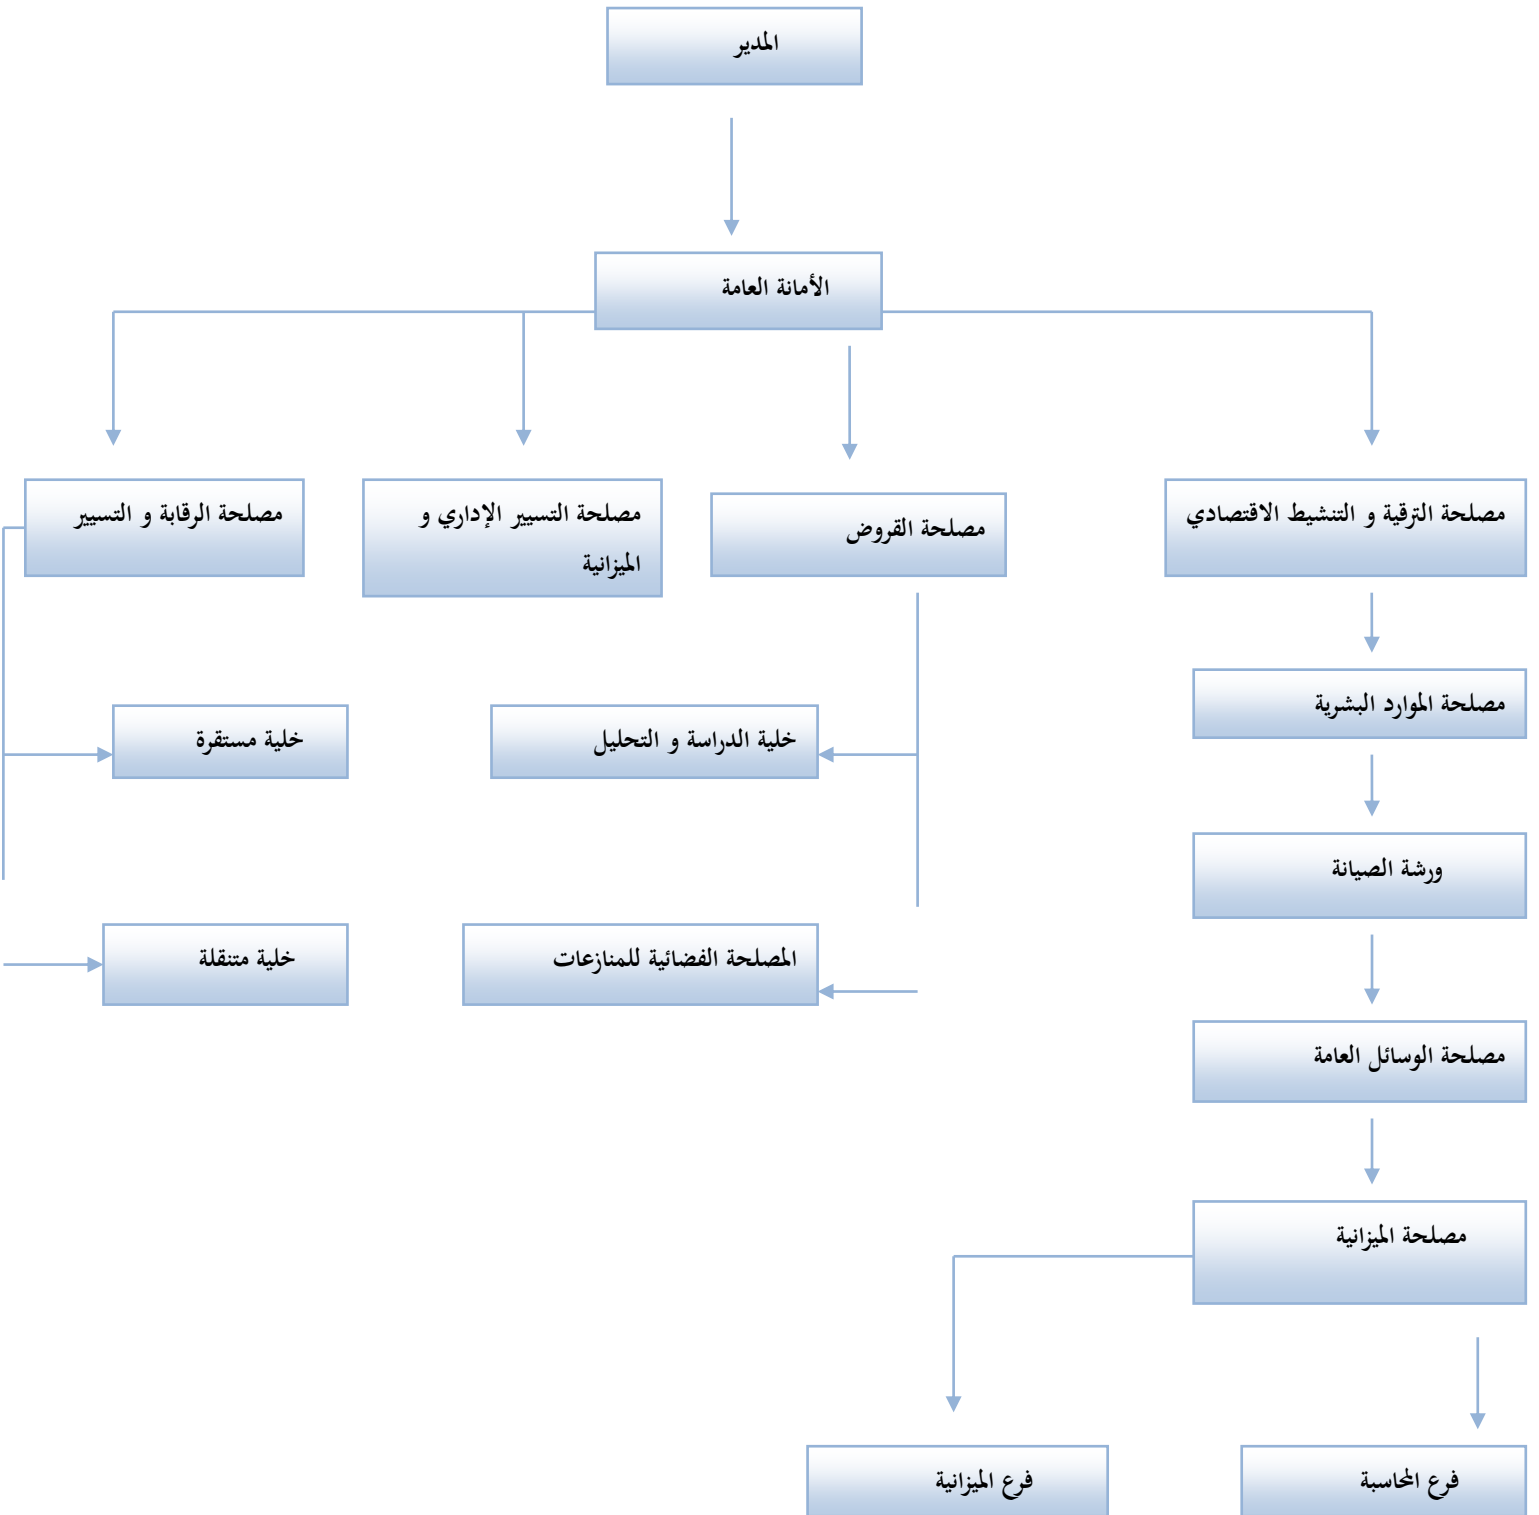 المدير
الأمانة العامة
مصلحة الترقية و التنشيط الاقتصادي
مصلحة القروض
مصلحة التسيير الإداري و
الميزانية
مصلحة الرقابة و التسيير
مصلحة الموارد البشرية
خلية الدراسة و التحليل
خلية مستقرة
ورشة الصيانة
المصلحة الفضائية للمنازعات
خلية متنقلة
مصلحة الوسائل العامة
مصلحة الميزانية
فرع المحاسبة
فرع الميزانية